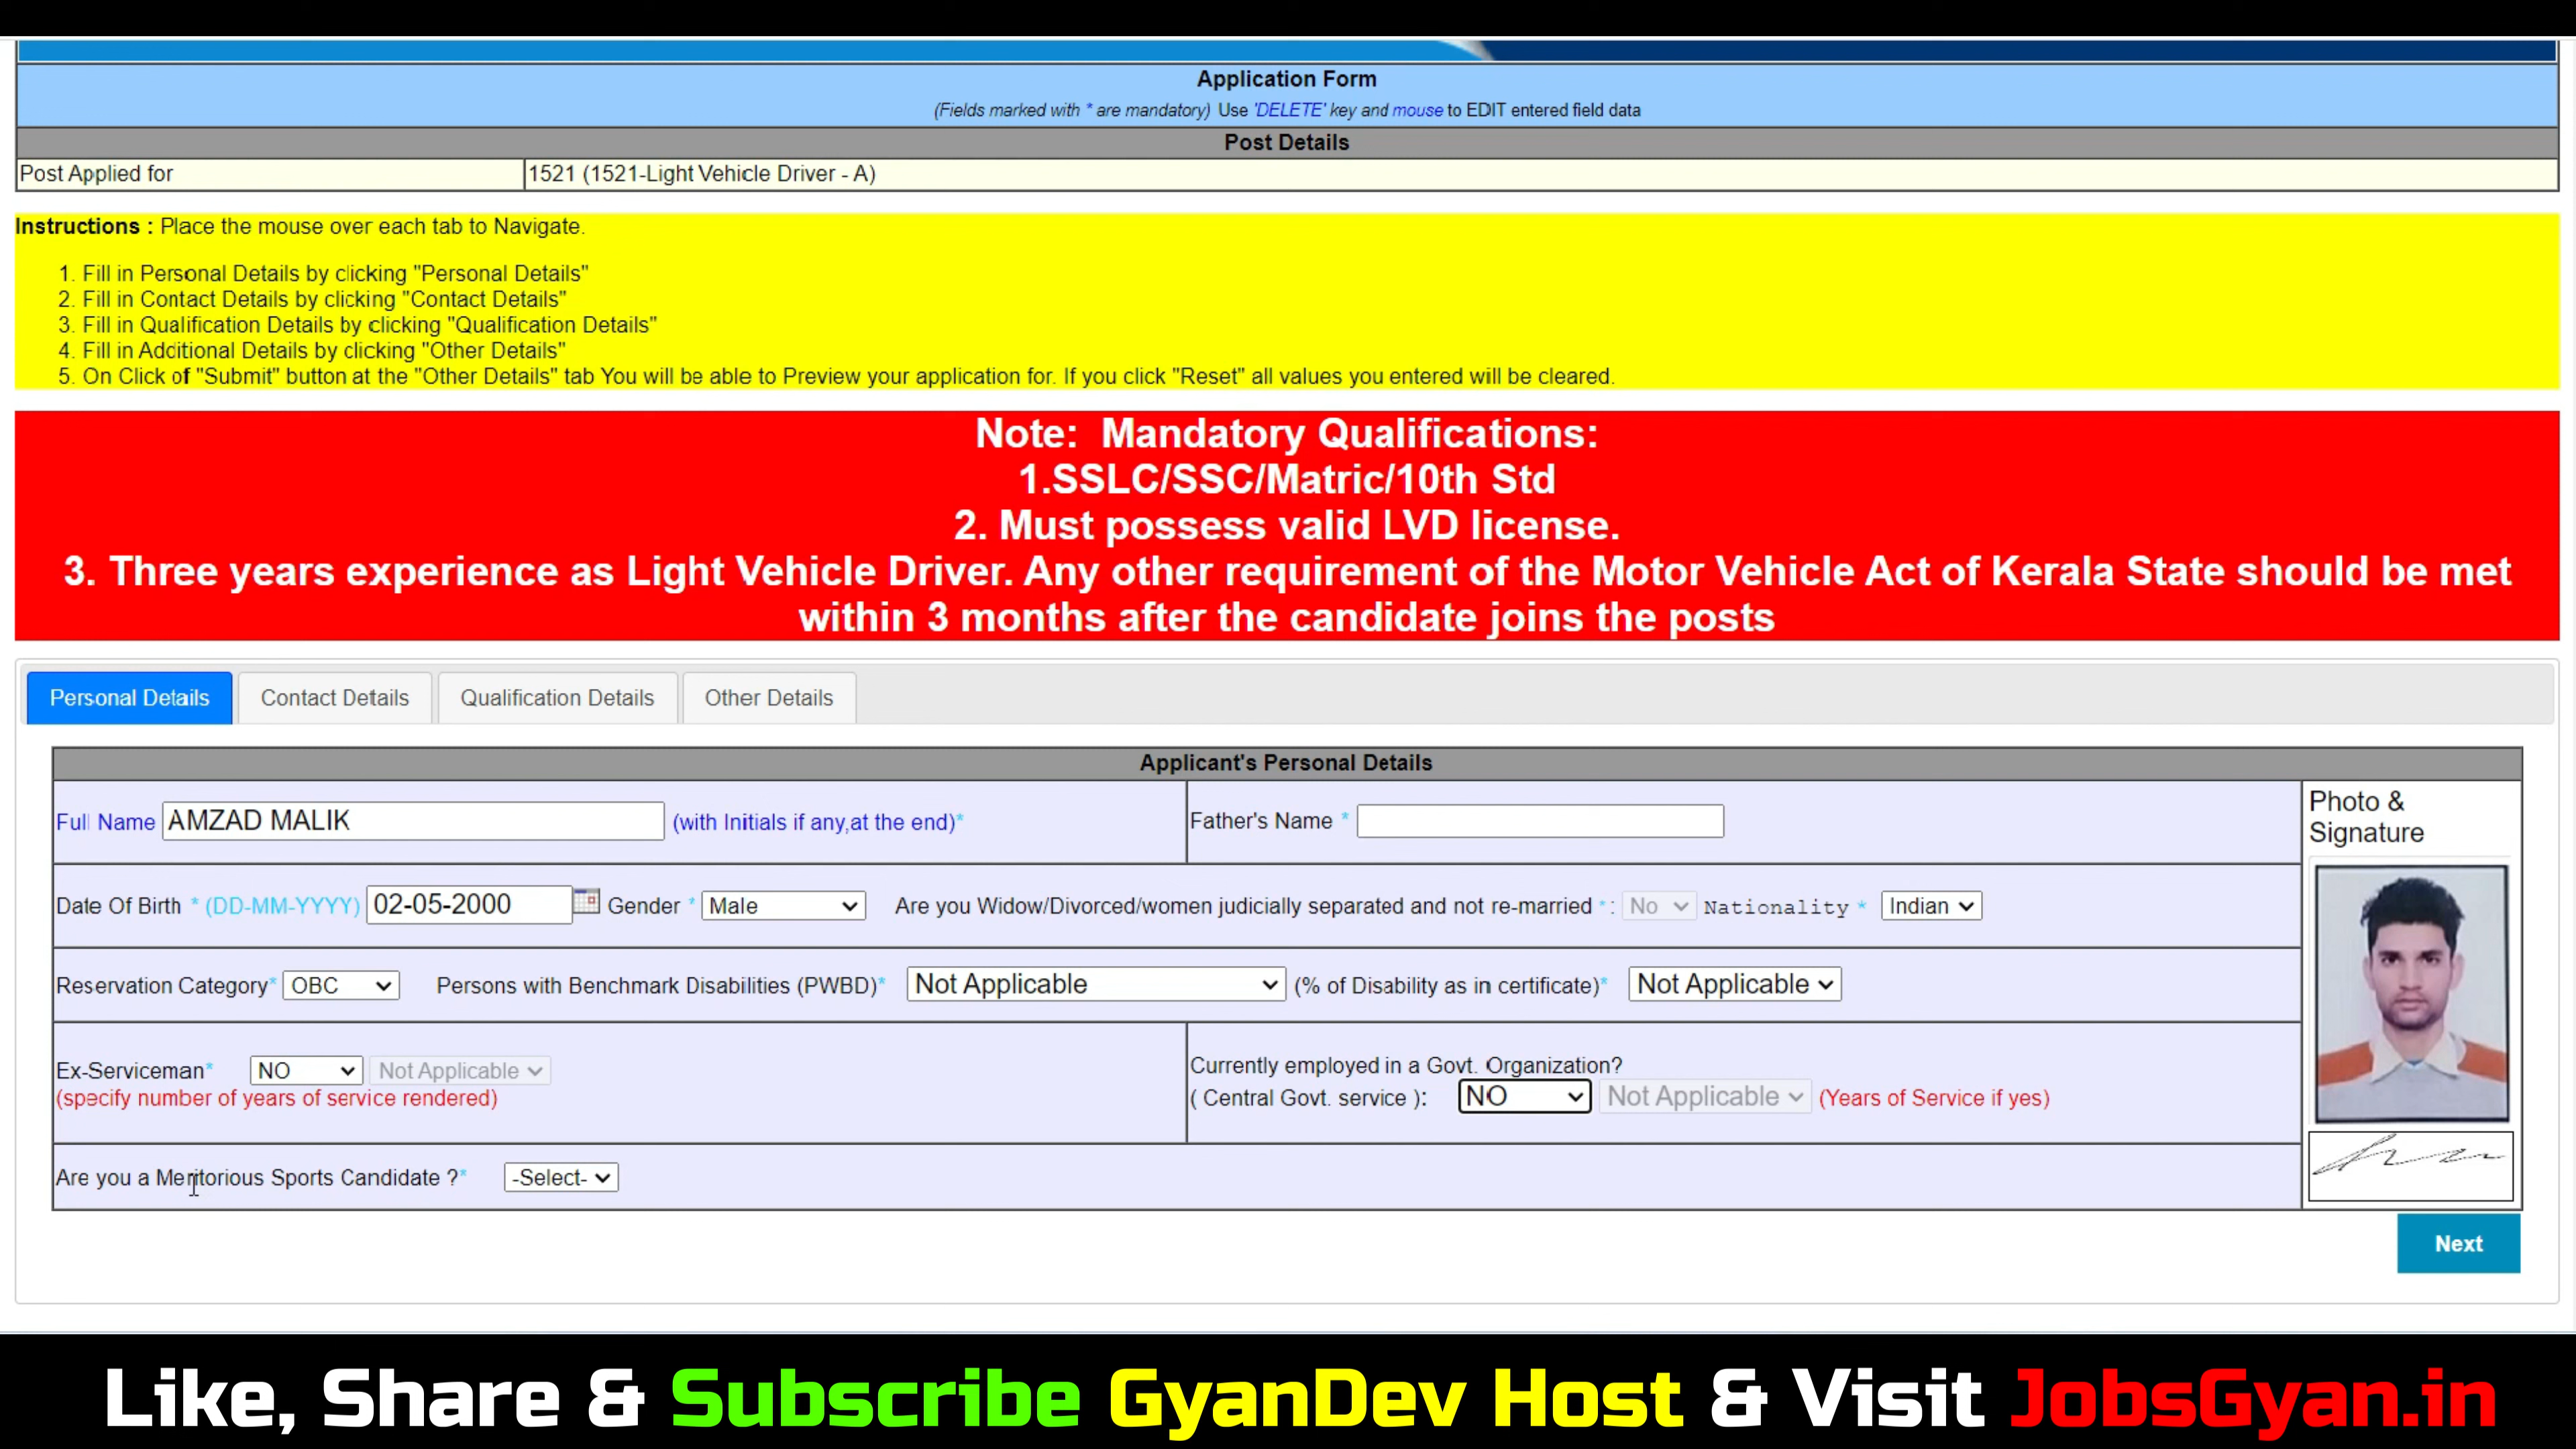 Application Form
(Fields marked with * are mandatory) Use 'DELETE' key and mouse to EDIT entered field data
Post Details
Post Applied for 1521 (1521-Light Vehicle Driver - A)
Instructions : Place the mouse over each tab to Navigate.
1. Fill in Personal Details by clicking "Personal Details"
2. Fill in Contact Details by clicking "Contact Details"
3. Fill in Qualification Details by clicking "Qualification Details"
4. Fill in Additional Details by clicking "Other Details"
5. On Click of "Submit" button at the "Other Details" tab You will be able to Preview your application for. If you click "Reset" all values you entered will be cleared.
Note: Mandatory Qualifications:
1.SSLC/SSC/Matric/10th Std
2. Must possess valid LVD license.
3. Three years experience as Light Vehicle Driver. Any other requirement of the Motor Vehicle Act of Kerala State should be met
within 3 months after the candidate joins the posts
Personal Details Contact Details Qualification Details Other Details
Applicant's Personal Details
Full Name AMZAD MALIK (with Initials if any,at the end)* Father's Name *
Photo &
Signature
Date Of Birth * (DD-MM-YYYY) 02-05-2000 Gender * Male Are you Widow/Divorced/women judicially separated and not re-married * : No Nationality * Indian
Reservation Category* OBC Persons with Benchmark Disabilities (PWBD)* Not Applicable (% of Disability as in certificate)* Not Applicable
Ex-Serviceman* NO Not Applicable
(specify number of years of service rendered)
Currently employed in a Govt. Organization?
( Central Govt. service ): NO Not Applicable (Years of Service if yes)
Are you a Meritorious Sports Candidate ?* -Select-
Next
Like, Share & Subscribe GyanDev Host & Visit JobsGyan.in